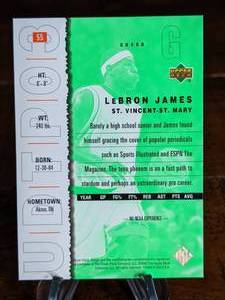 55
UD 2003
HT:
6'-8"
WT:
240 lbs.
BORN:
12-30-84
HOMETOWN
Akron, OH
GUARD
G
LEBRON JAMES
ST. VINCENT-ST. MARY
Barely a high school senior and James found
himself gracing the cover of popular periodicals
such as Sports Illustrated and ESPN The
Magazine. The teen phenom is on a fast path to
stardom and perhaps an extraordinary pro career.
YEAR GP FG% FT% REB AST PTS AVG
NO NBA EXPERIENCE